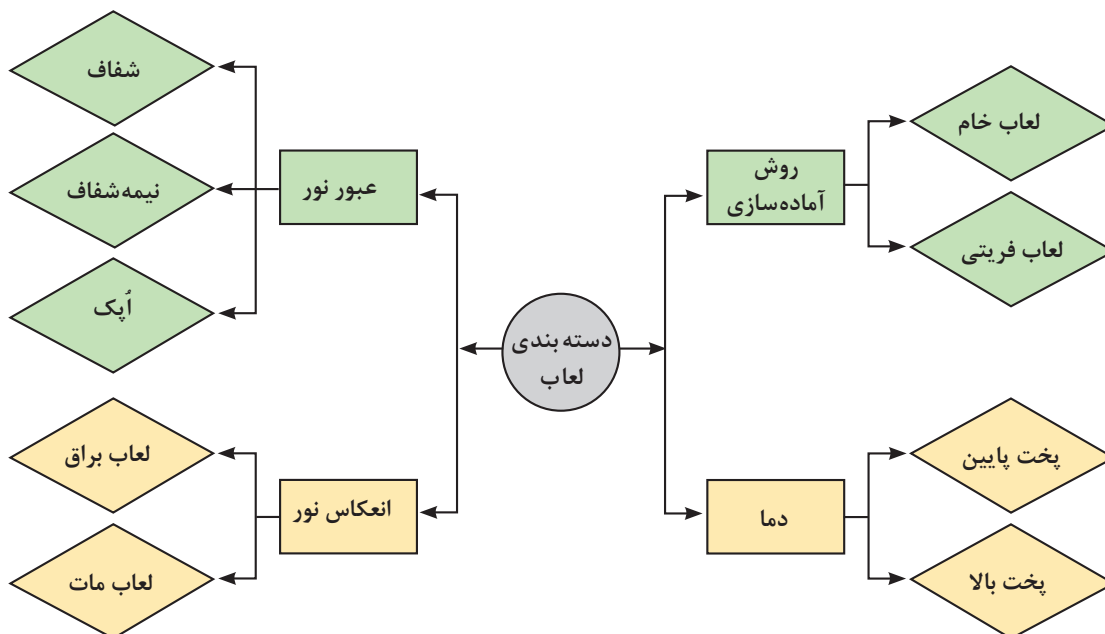 دسته بندی
لعاب
روش
آماده‌سازی
لعاب خام
لعاب فریتی
دما
پخت پایین
پخت بالا
عبور نور
شفاف
نیمه‌شفاف
اُپک
انعکاس نور
لعاب براق
لعاب مات